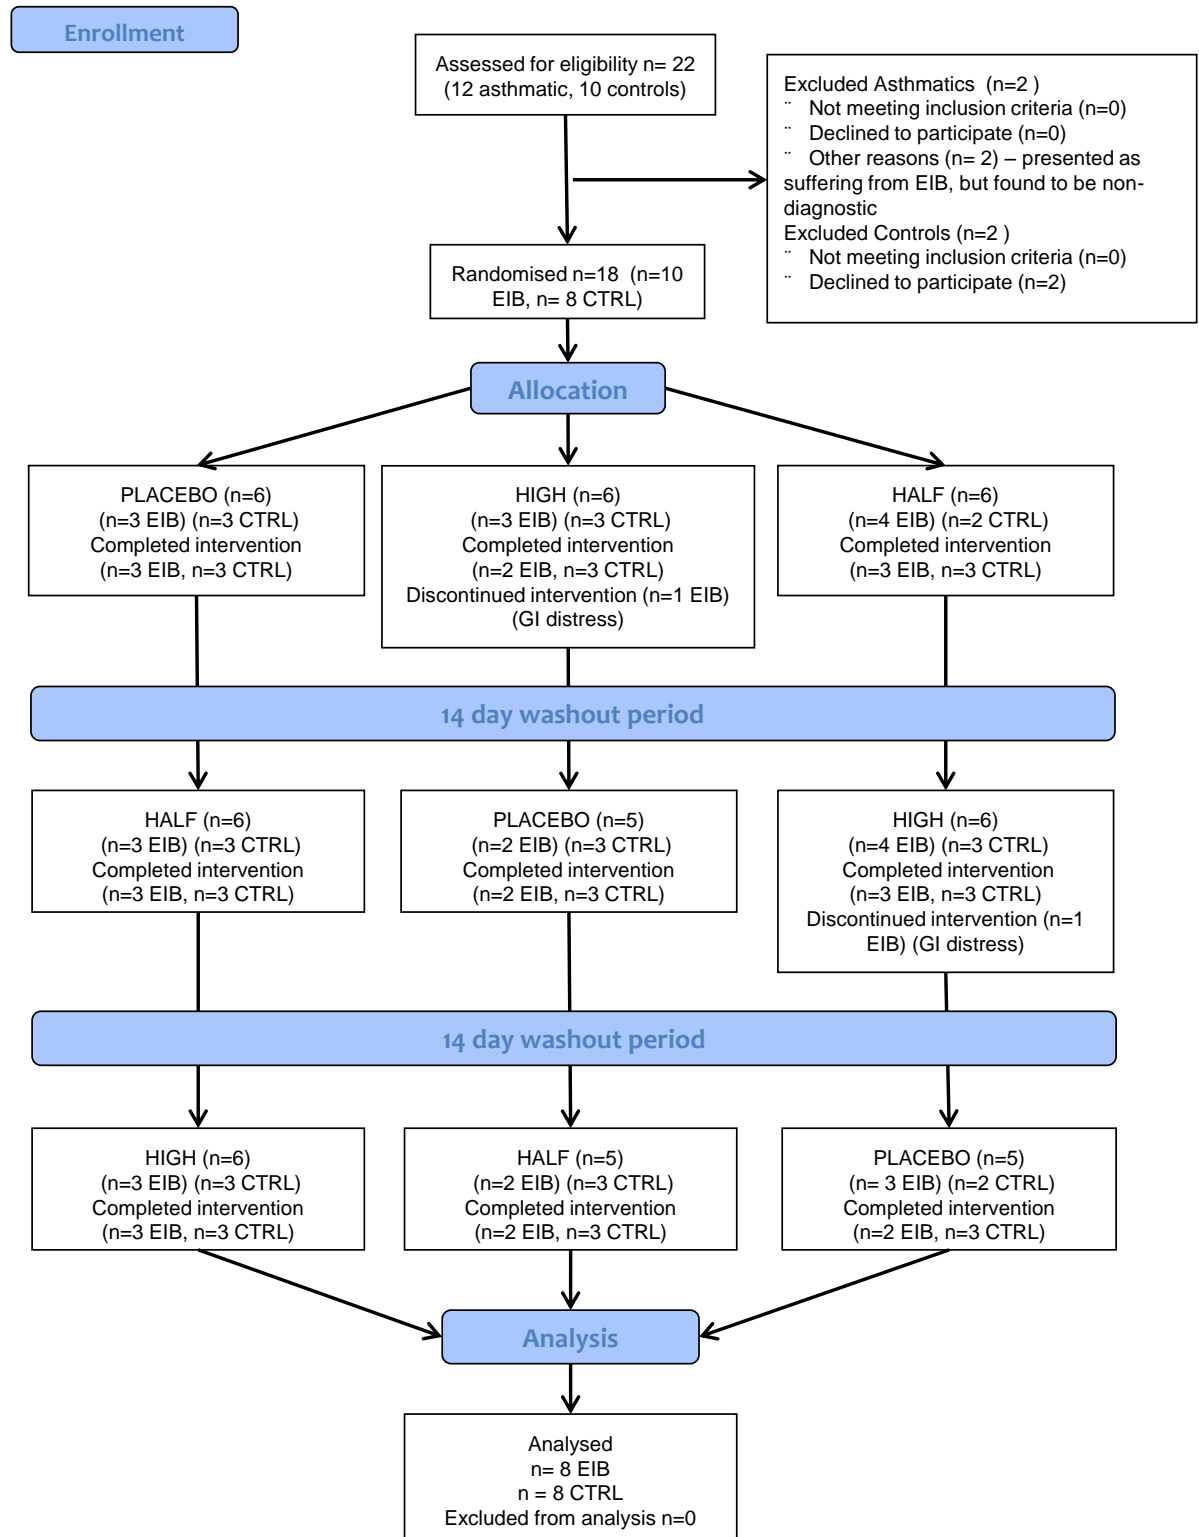 Enrollment
Assessed for eligibility n= 22
(12 asthmatic, 10 controls)
Excluded Asthmatics  (n=2 )
¨ Not meeting inclusion criteria (n=0)
¨ Declined to participate (n=0)
¨ Other reasons (n= 2) – presented as
suffering from EIB, but found to be non-
diagnostic
Excluded Controls (n=2 )
¨ Not meeting inclusion criteria (n=0)
¨ Declined to participate (n=2)
Randomised n=18  (n=10
EIB, n= 8 CTRL)
Allocation
PLACEBO (n=6)
(n=3 EIB) (n=3 CTRL)
Completed intervention
(n=3 EIB, n=3 CTRL)
HIGH (n=6)
(n=3 EIB) (n=3 CTRL)
Completed intervention
(n=2 EIB, n=3 CTRL)
Discontinued intervention (n=1 EIB)
(GI distress)
HALF (n=6)
(n=4 EIB) (n=2 CTRL)
Completed intervention
(n=3 EIB, n=3 CTRL)
14 day washout period
HALF (n=6)
(n=3 EIB) (n=3 CTRL)
Completed intervention
(n=3 EIB, n=3 CTRL)
PLACEBO (n=5)
(n=2 EIB) (n=3 CTRL)
Completed intervention
(n=2 EIB, n=3 CTRL)
HIGH (n=6)
(n=4 EIB) (n=3 CTRL)
Completed intervention
(n=3 EIB, n=3 CTRL)
Discontinued intervention (n=1
EIB) (GI distress)
14 day washout period
HIGH (n=6)
(n=3 EIB) (n=3 CTRL)
Completed intervention
(n=3 EIB, n=3 CTRL)
HALF (n=5)
(n=2 EIB) (n=3 CTRL)
Completed intervention
(n=2 EIB, n=3 CTRL)
PLACEBO (n=5)
(n= 3 EIB) (n=2 CTRL)
Completed intervention
(n=2 EIB, n=3 CTRL)
Analysis
Analysed
n= 8 EIB
n = 8 CTRL
Excluded from analysis n=0